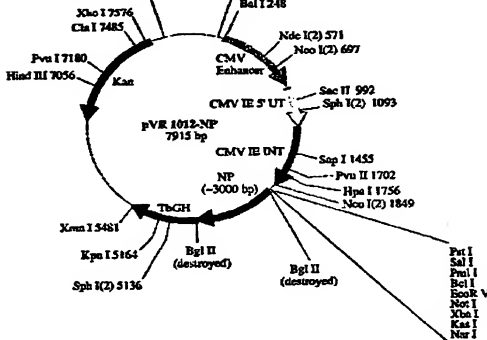 Xho I 7576
Cla I 7485
Pvu I 7180
Hind III 7056
Kan
Bal I 248
Nde I(2) 571
Nco I(2) 697
CMV
Enhancer
Sac II 992
CMV IE 5' UT
Sph I(2) 1093
pVR 1012-NP
7915 bp
CMV IE INT
Sap I 1455
Pvu II 1702
NP
(~3000 bp)
Hpa I 1756
Nco I(2) 1849
TbGH
Xmn I 5481
Kpn I 5164
Sph I(2) 5136
Bgl II
(destroyed)
Bgl II
(destroyed)
Pst I
Sal I
Pml I
Bcl I
EcoR V
Not I
Xba I
Kas I
Nar I